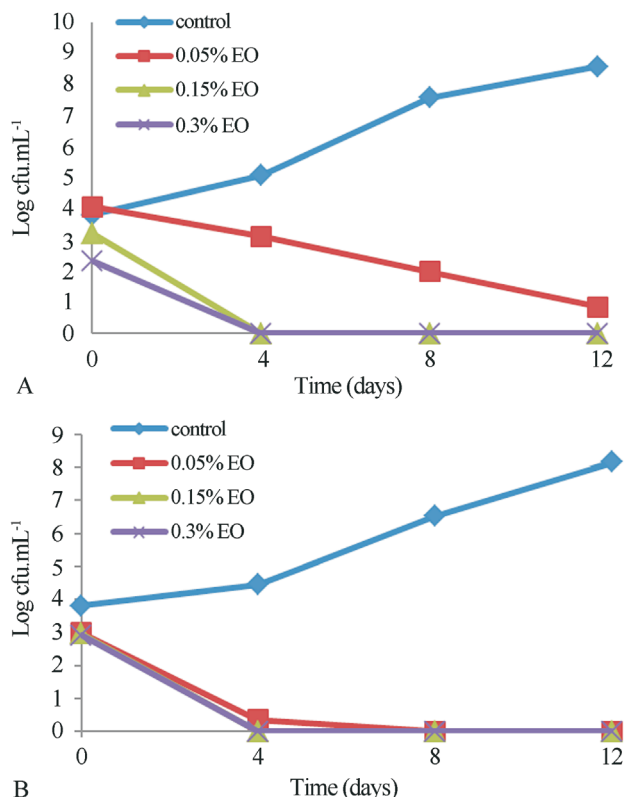 control
0.05% EO
0.15% EO
0.3% EO
10
9
8
7
6
5
4
3
2
1
0
Log cfu.mL⁻¹
0 4 8 12
A Time (days)
control
0.05% EO
0.15% EO
0.3% EO
9
8
7
6
5
4
3
2
1
0
Log cfu.mL⁻¹
0 4 8 12
B Time (days)